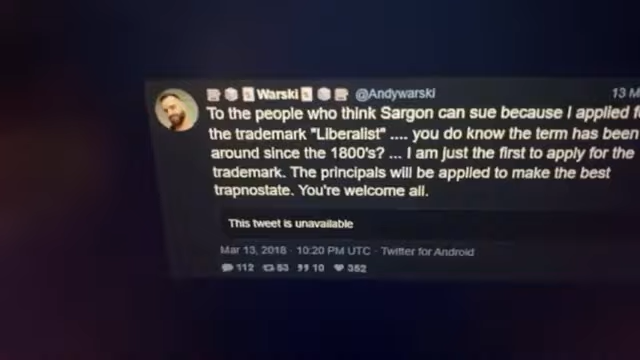 Warski @Andywarski 13 M
To the people who think Sargon can sue because I applied f
the trademark "Liberalist" .... you do know the term has been
around since the 1800's? ... I am just the first to apply for the
trademark. The principals will be applied to make the best
trapnostate. You're welcome all.
This tweet is unavailable
Mar 13, 2018 · 10:20 PM UTC · Twitter for Android
112 53 10 352